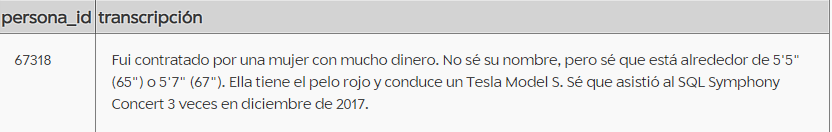 persona_id transcripción
67318 Fui contratado por una mujer con mucho dinero. No sé su nombre, pero sé que está alrededor de 5'5"
(65") o 5'7" (67"). Ella tiene el pelo rojo y conduce un Tesla Model S. Sé que asistió al SQL Symphony
Concert 3 veces en diciembre de 2017.